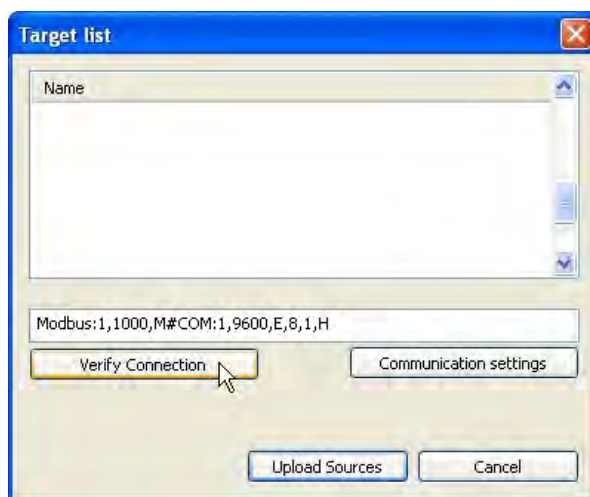 Target list
Name
Modbus:1,1000,M#COM:1,9600,E,8,1,H
Verify Connection
Communication settings
Upload Sources
Cancel